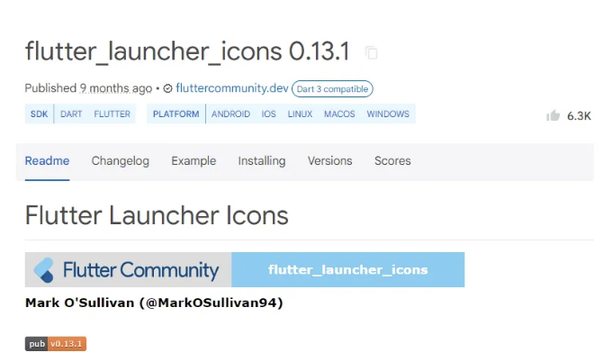 flutter_launcher_icons 0.13.1
Published 9 months ago • fluttercommunity.dev Dart 3 compatible
SDK DART FLUTTER PLATFORM ANDROID IOS LINUX MACOS WINDOWS 6.3K
Readme Changelog Example Installing Versions Scores
Flutter Launcher Icons
Flutter Community flutter_launcher_icons
Mark O'Sullivan (@MarkOSullivan94)
pub v0.13.1